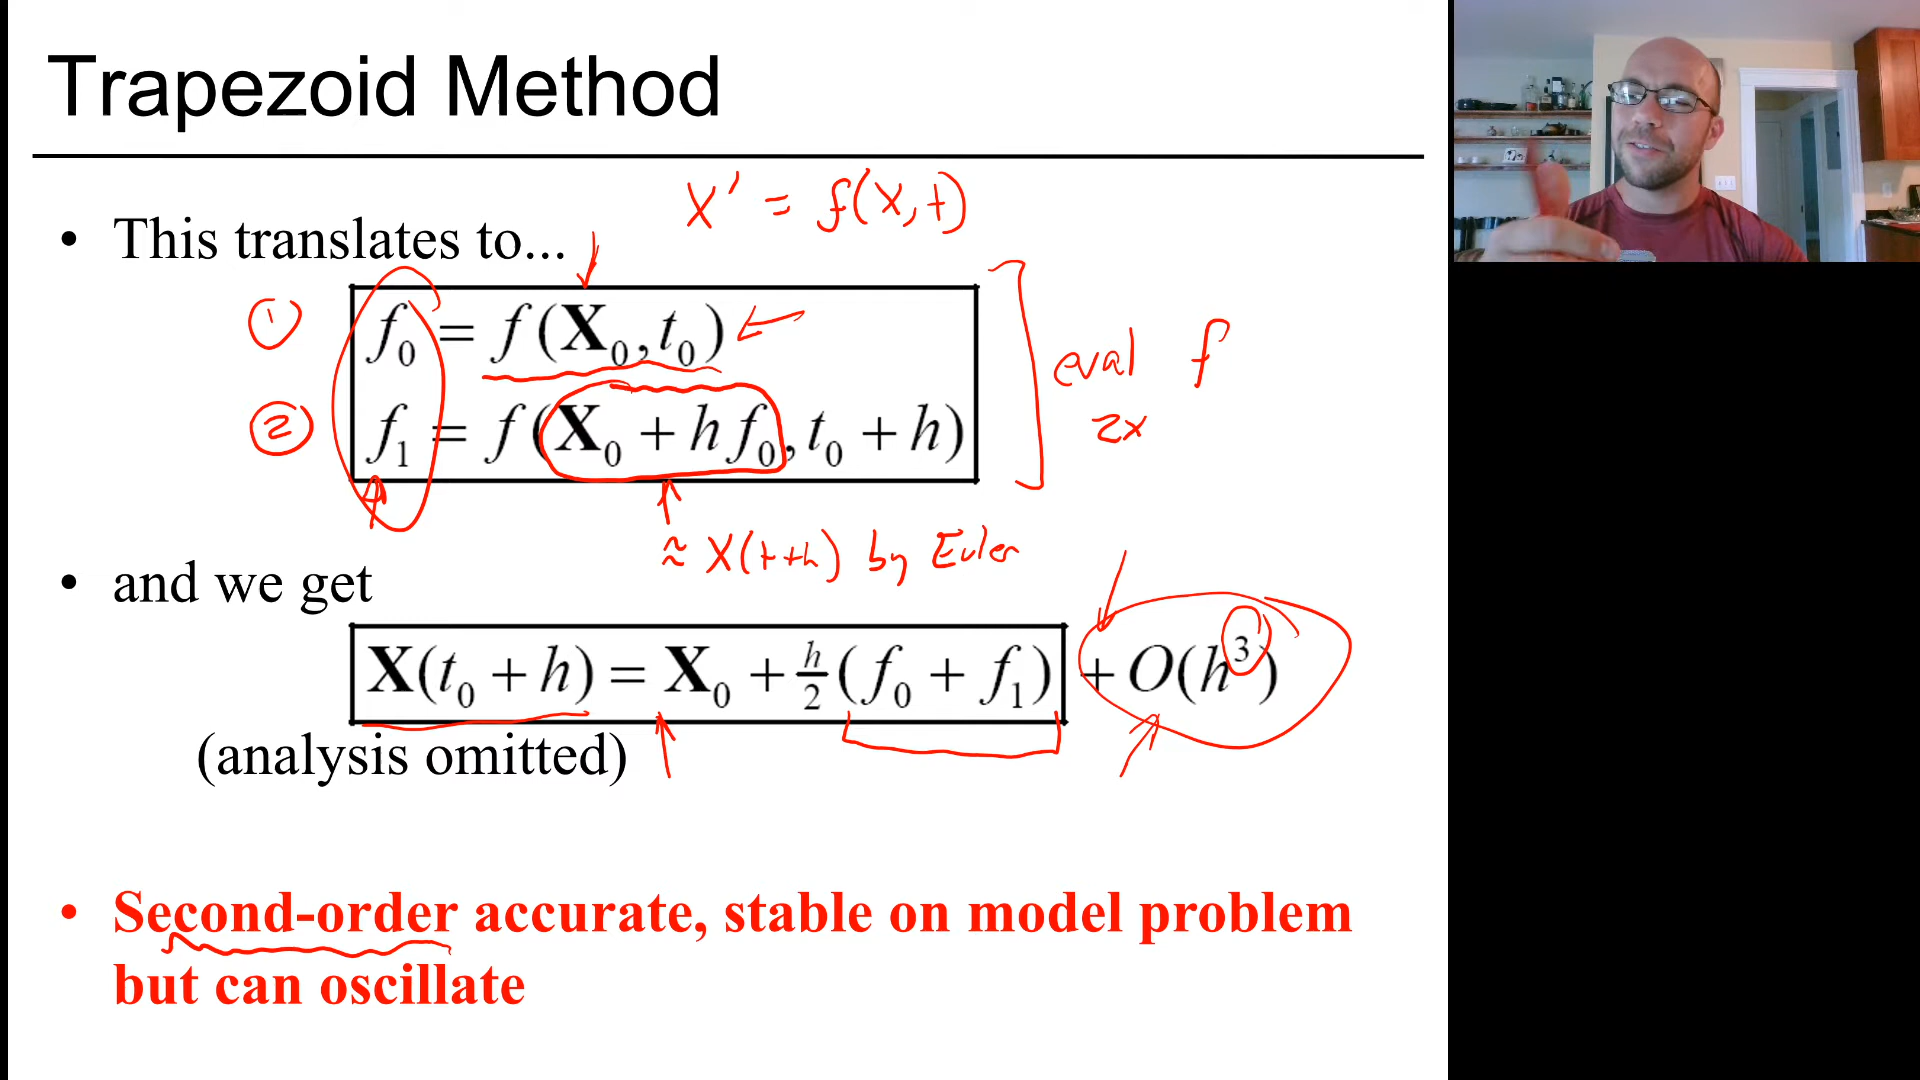 Trapezoid Method
X' = f(X,t)
• This translates to...
① f₀ = f(X₀,t₀)
② f₁ = f(X₀ + h f₀, t₀ + h)
eval f
2x
≈ X(t+h) by Euler
• and we get
X(t₀ + h) = X₀ + h/2 (f₀ + f₁) + O(h³)
(analysis omitted)
• Second-order accurate, stable on model problem
but can oscillate